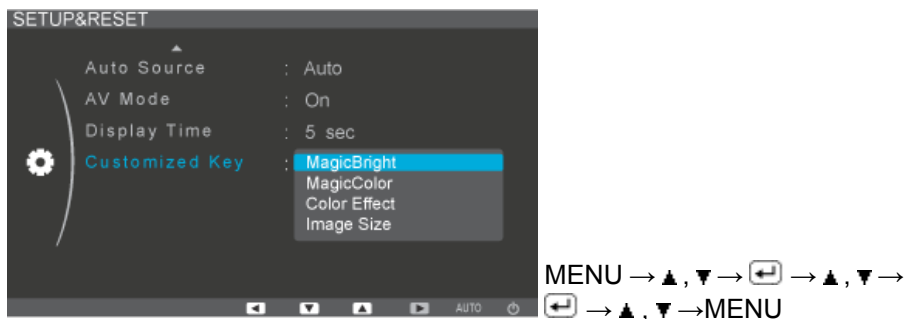 SETUP&RESET
Auto Source : Auto
AV Mode : On
Display Time : 5 sec
Customized Key : MagicBright
MagicColor
Color Effect
Image Size
AUTO
MENU → ▲ , ▼ → ↵ → ▲ , ▼ →
↵ → ▲ , ▼ →MENU